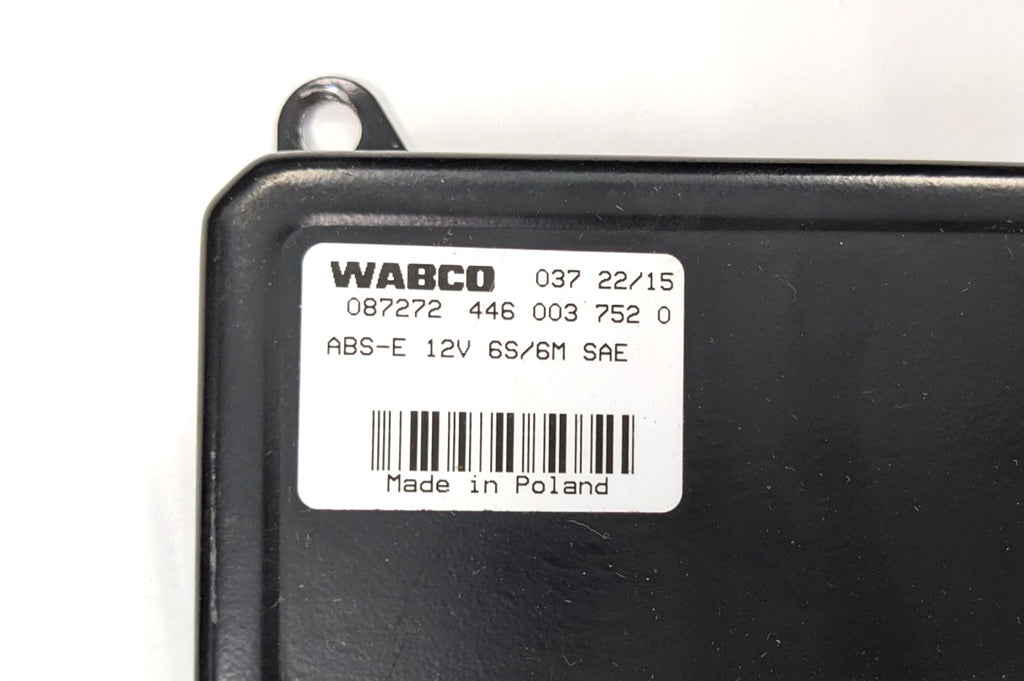 WABCO 037 22/15
087272 446 003 752 0
ABS-E 12V 6S/6M SAE
Made in Poland